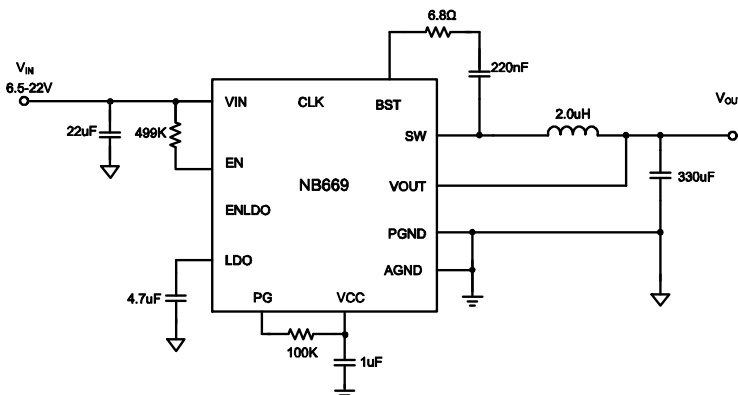 6.8Ω
220nF
VIN
6.5-22V
22uF
499K
VIN
CLK
BST
SW
2.0uH
VOU
EN
NB669
VOUT
330uF
ENLDO
PGND
LDO
AGND
4.7uF
PG
VCC
100K
1uF